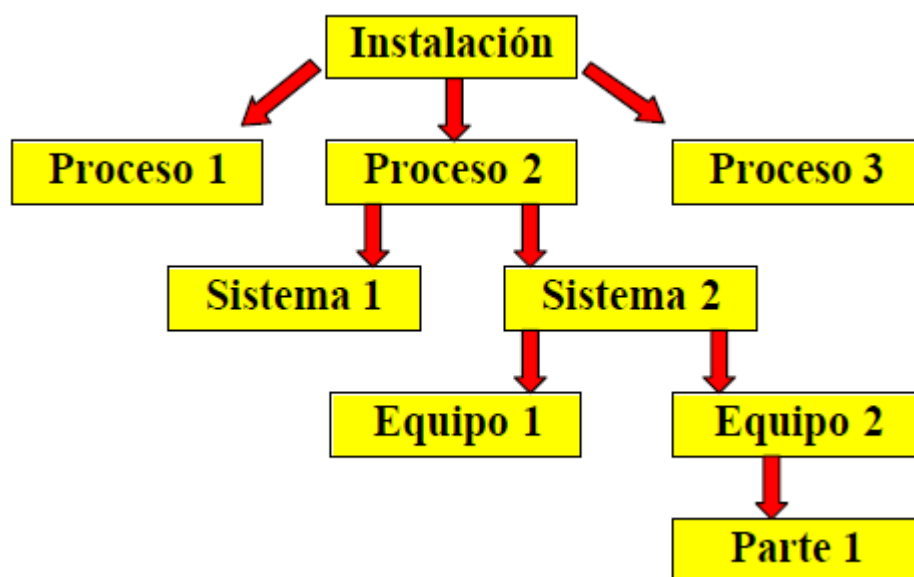 Instalación
Proceso 1
Proceso 2
Proceso 3
Sistema 1
Sistema 2
Equipo 1
Equipo 2
Parte 1